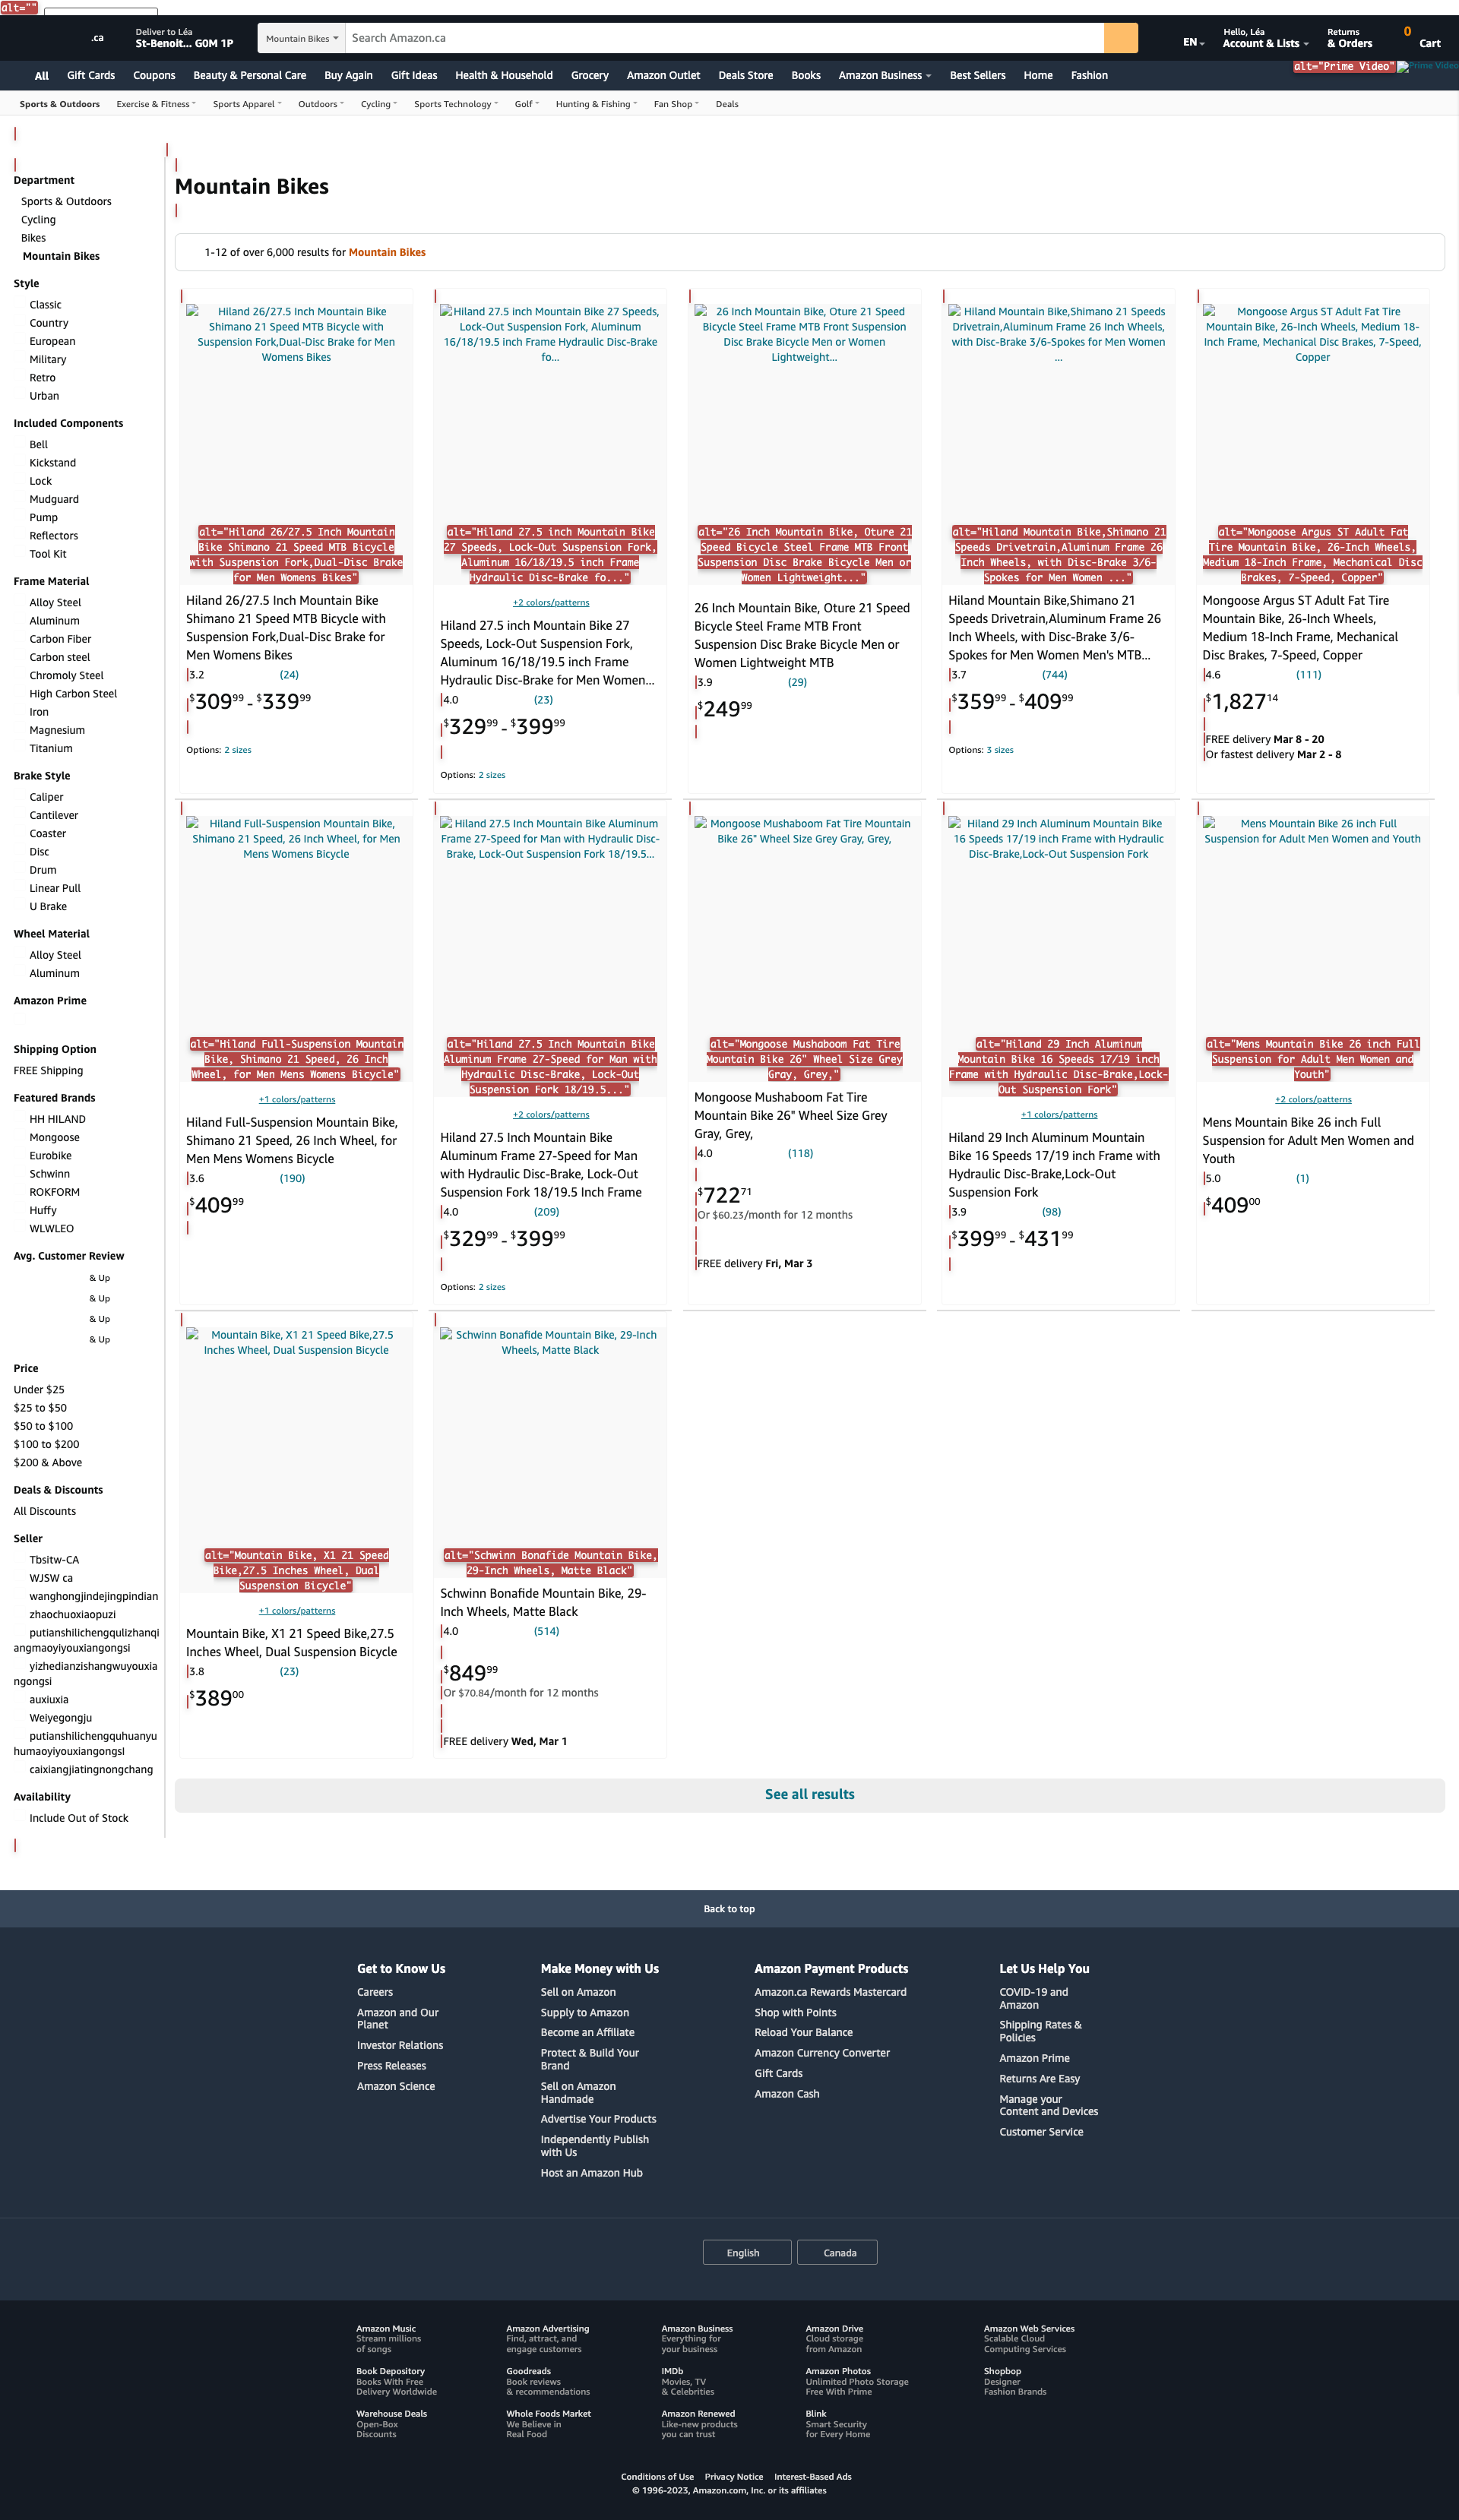 alt=""
.ca
Deliver to Léa
St-Benoit... G0M 1P
Mountain Bikes
Search Amazon.ca
EN
Hello, Léa
Account & Lists
Returns
& Orders
0
Cart
All Gift Cards Coupons Beauty & Personal Care Buy Again Gift Ideas Health & Household Grocery Amazon Outlet Deals Store Books Amazon Business Best Sellers Home Fashion
alt="Prime Video" Prime Video
Sports & Outdoors Exercise & Fitness Sports Apparel Outdoors Cycling Sports Technology Golf Hunting & Fishing Fan Shop Deals
Department
Sports & Outdoors
Cycling
Bikes
Mountain Bikes
Style
Classic
Country
European
Military
Retro
Urban
Included Components
Bell
Kickstand
Lock
Mudguard
Pump
Reflectors
Tool Kit
Frame Material
Alloy Steel
Aluminum
Carbon Fiber
Carbon steel
Chromoly Steel
High Carbon Steel
Iron
Magnesium
Titanium
Brake Style
Caliper
Cantilever
Coaster
Disc
Drum
Linear Pull
U Brake
Wheel Material
Alloy Steel
Aluminum
Amazon Prime
Shipping Option
FREE Shipping
Featured Brands
HH HILAND
Mongoose
Eurobike
Schwinn
ROKFORM
Huffy
WLWLEO
Avg. Customer Review
& Up
& Up
& Up
& Up
Price
Under $25
$25 to $50
$50 to $100
$100 to $200
$200 & Above
Deals & Discounts
All Discounts
Seller
Tbsitw-CA
WJSW ca
wanghongjindejingpindian
zhaochuoxiaopuzi
putianshilichengqulizhanqi
angmaoyiyouxiangongsi
yizhedianzishangwuyouxia
ngongsi
auxiuxia
Weiyegongju
putianshilichengquhuanyu
humaoyiyouxiangongsI
caixiangjiatingnongchang
Availability
Include Out of Stock
Mountain Bikes
1-12 of over 6,000 results for Mountain Bikes
Hiland 26/27.5 Inch Mountain Bike
Shimano 21 Speed MTB Bicycle with
Suspension Fork,Dual-Disc Brake for Men
Womens Bikes
alt="Hiland 26/27.5 Inch Mountain
Bike Shimano 21 Speed MTB Bicycle
with Suspension Fork,Dual-Disc Brake
for Men Womens Bikes"
Hiland 26/27.5 Inch Mountain Bike
Shimano 21 Speed MTB Bicycle with
Suspension Fork,Dual-Disc Brake for
Men Womens Bikes
3.2 (24)
$309.99 - $339.99
Options: 2 sizes
Hiland 27.5 inch Mountain Bike 27 Speeds,
Lock-Out Suspension Fork, Aluminum
16/18/19.5 inch Frame Hydraulic Disc-Brake
fo...
alt="Hiland 27.5 inch Mountain Bike
27 Speeds, Lock-Out Suspension Fork,
Aluminum 16/18/19.5 inch Frame
Hydraulic Disc-Brake fo..."
+2 colors/patterns
Hiland 27.5 inch Mountain Bike 27
Speeds, Lock-Out Suspension Fork,
Aluminum 16/18/19.5 inch Frame
Hydraulic Disc-Brake for Men Women...
4.0 (23)
$329.99 - $399.99
Options: 2 sizes
26 Inch Mountain Bike, Oture 21 Speed
Bicycle Steel Frame MTB Front Suspension
Disc Brake Bicycle Men or Women
Lightweight...
alt="26 Inch Mountain Bike, Oture 21
Speed Bicycle Steel Frame MTB Front
Suspension Disc Brake Bicycle Men or
Women Lightweight..."
26 Inch Mountain Bike, Oture 21 Speed
Bicycle Steel Frame MTB Front
Suspension Disc Brake Bicycle Men or
Women Lightweight MTB
3.9 (29)
$249.99
Hiland Mountain Bike,Shimano 21 Speeds
Drivetrain,Aluminum Frame 26 Inch Wheels,
with Disc-Brake 3/6-Spokes for Men Women
...
alt="Hiland Mountain Bike,Shimano 21
Speeds Drivetrain,Aluminum Frame 26
Inch Wheels, with Disc-Brake 3/6-
Spokes for Men Women ..."
Hiland Mountain Bike,Shimano 21
Speeds Drivetrain,Aluminum Frame 26
Inch Wheels, with Disc-Brake 3/6-
Spokes for Men Women Men's MTB...
3.7 (744)
$359.99 - $409.99
Options: 3 sizes
Mongoose Argus ST Adult Fat Tire
Mountain Bike, 26-Inch Wheels, Medium 18-
Inch Frame, Mechanical Disc Brakes, 7-Speed,
Copper
alt="Mongoose Argus ST Adult Fat
Tire Mountain Bike, 26-Inch Wheels,
Medium 18-Inch Frame, Mechanical Disc
Brakes, 7-Speed, Copper"
Mongoose Argus ST Adult Fat Tire
Mountain Bike, 26-Inch Wheels,
Medium 18-Inch Frame, Mechanical
Disc Brakes, 7-Speed, Copper
4.6 (111)
$1,827.14
FREE delivery Mar 8 - 20
Or fastest delivery Mar 2 - 8
Hiland Full-Suspension Mountain Bike,
Shimano 21 Speed, 26 Inch Wheel, for Men
Mens Womens Bicycle
alt="Hiland Full-Suspension Mountain
Bike, Shimano 21 Speed, 26 Inch
Wheel, for Men Mens Womens Bicycle"
+1 colors/patterns
Hiland Full-Suspension Mountain Bike,
Shimano 21 Speed, 26 Inch Wheel, for
Men Mens Womens Bicycle
3.6 (190)
$409.99
Hiland 27.5 Inch Mountain Bike Aluminum
Frame 27-Speed for Man with Hydraulic Disc-
Brake, Lock-Out Suspension Fork 18/19.5...
alt="Hiland 27.5 Inch Mountain Bike
Aluminum Frame 27-Speed for Man with
Hydraulic Disc-Brake, Lock-Out
Suspension Fork 18/19.5..."
+2 colors/patterns
Hiland 27.5 Inch Mountain Bike
Aluminum Frame 27-Speed for Man
with Hydraulic Disc-Brake, Lock-Out
Suspension Fork 18/19.5 Inch Frame
4.0 (209)
$329.99 - $399.99
Options: 2 sizes
Mongoose Mushaboom Fat Tire Mountain
Bike 26" Wheel Size Grey Gray, Grey,
alt="Mongoose Mushaboom Fat Tire
Mountain Bike 26" Wheel Size Grey
Gray, Grey,"
Mongoose Mushaboom Fat Tire
Mountain Bike 26" Wheel Size Grey
Gray, Grey,
4.0 (118)
$722.71
Or $60.23/month for 12 months
FREE delivery Fri, Mar 3
Hiland 29 Inch Aluminum Mountain Bike
16 Speeds 17/19 inch Frame with Hydraulic
Disc-Brake,Lock-Out Suspension Fork
alt="Hiland 29 Inch Aluminum
Mountain Bike 16 Speeds 17/19 inch
Frame with Hydraulic Disc-Brake,Lock-
Out Suspension Fork"
+1 colors/patterns
Hiland 29 Inch Aluminum Mountain
Bike 16 Speeds 17/19 inch Frame with
Hydraulic Disc-Brake,Lock-Out
Suspension Fork
3.9 (98)
$399.99 - $431.99
Mens Mountain Bike 26 inch Full
Suspension for Adult Men Women and Youth
alt="Mens Mountain Bike 26 inch Full
Suspension for Adult Men Women and
Youth"
+2 colors/patterns
Mens Mountain Bike 26 inch Full
Suspension for Adult Men Women and
Youth
5.0 (1)
$409.00
Mountain Bike, X1 21 Speed Bike,27.5
Inches Wheel, Dual Suspension Bicycle
alt="Mountain Bike, X1 21 Speed
Bike,27.5 Inches Wheel, Dual
Suspension Bicycle"
+1 colors/patterns
Mountain Bike, X1 21 Speed Bike,27.5
Inches Wheel, Dual Suspension Bicycle
3.8 (23)
$389.00
Schwinn Bonafide Mountain Bike, 29-Inch
Wheels, Matte Black
alt="Schwinn Bonafide Mountain Bike,
29-Inch Wheels, Matte Black"
Schwinn Bonafide Mountain Bike, 29-
Inch Wheels, Matte Black
4.0 (514)
$849.99
Or $70.84/month for 12 months
FREE delivery Wed, Mar 1
See all results
Back to top
Get to Know Us
Careers
Amazon and Our
Planet
Investor Relations
Press Releases
Amazon Science
Make Money with Us
Sell on Amazon
Supply to Amazon
Become an Affiliate
Protect & Build Your
Brand
Sell on Amazon
Handmade
Advertise Your Products
Independently Publish
with Us
Host an Amazon Hub
Amazon Payment Products
Amazon.ca Rewards Mastercard
Shop with Points
Reload Your Balance
Amazon Currency Converter
Gift Cards
Amazon Cash
Let Us Help You
COVID-19 and
Amazon
Shipping Rates &
Policies
Amazon Prime
Returns Are Easy
Manage your
Content and Devices
Customer Service
English
Canada
Amazon Music
Stream millions
of songs
Amazon Advertising
Find, attract, and
engage customers
Amazon Business
Everything for
your business
Amazon Drive
Cloud storage
from Amazon
Amazon Web Services
Scalable Cloud
Computing Services
Book Depository
Books With Free
Delivery Worldwide
Goodreads
Book reviews
& recommendations
IMDb
Movies, TV
& Celebrities
Amazon Photos
Unlimited Photo Storage
Free With Prime
Shopbop
Designer
Fashion Brands
Warehouse Deals
Open-Box
Discounts
Whole Foods Market
We Believe in
Real Food
Amazon Renewed
Like-new products
you can trust
Blink
Smart Security
for Every Home
Conditions of Use Privacy Notice Interest-Based Ads
© 1996-2023, Amazon.com, Inc. or its affiliates